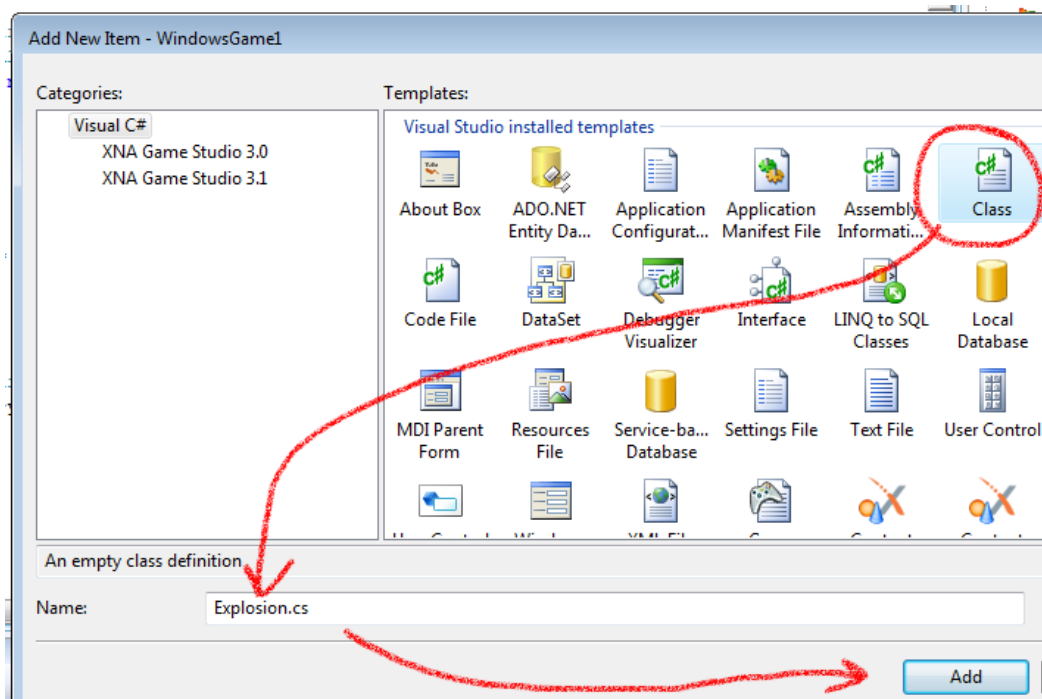 Add New Item - WindowsGame1
Categories:
Templates:
Visual C#
XNA Game Studio 3.0
XNA Game Studio 3.1
Visual Studio installed templates
About Box
ADO.NET
Entity Da...
Application
Configurat...
Application
Manifest File
Assembly
Informati...
Class
Code File
DataSet
Debugger
Visualizer
Interface
LINQ to SQL
Classes
Local
Database
MDI Parent
Form
Resources
File
Service-ba...
Database
Settings File
Text File
User Control
An empty class definition
Name:
Explosion.cs
Add